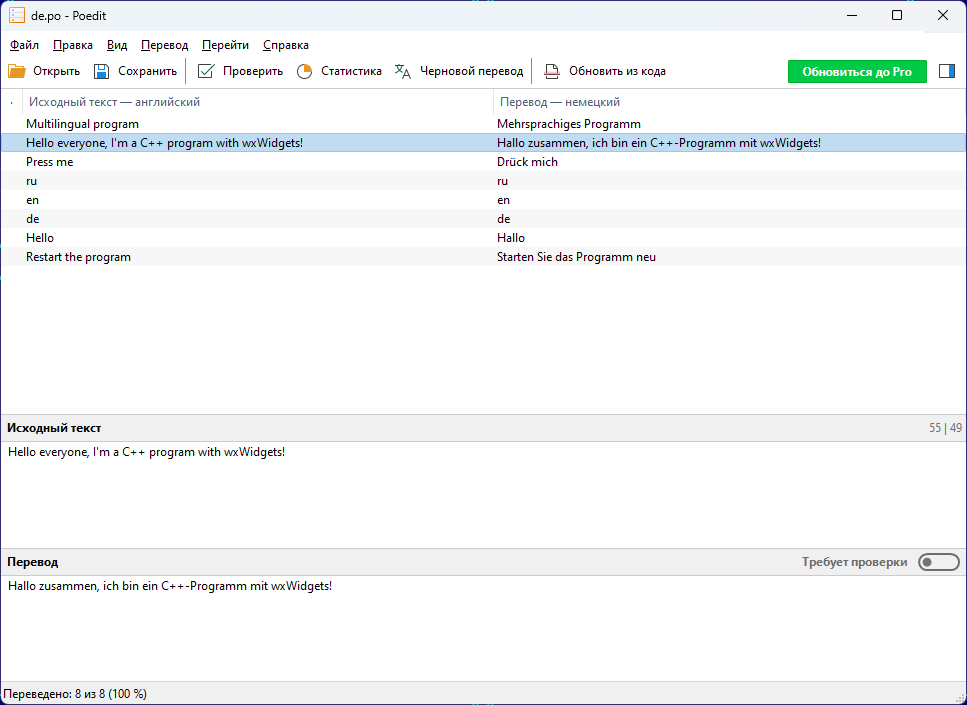 de.po - Poedit
Файл Правка Вид Перевод Перейти Справка
Открыть Сохранить Проверить Статистика Черновой перевод Обновить из кода Обновиться до Pro
Исходный текст — английский Перевод — немецкий
Multilingual program Mehrsprachiges Programm
Hello everyone, I'm a C++ program with wxWidgets! Hallo zusammen, ich bin ein C++-Programm mit wxWidgets!
Press me Drück mich
ru ru
en en
de de
Hello Hallo
Restart the program Starten Sie das Programm neu
Исходный текст 55 | 49
Hello everyone, I'm a C++ program with wxWidgets!
Перевод Требует проверки
Hallo zusammen, ich bin ein C++-Programm mit wxWidgets!
Переведено: 8 из 8 (100 %)